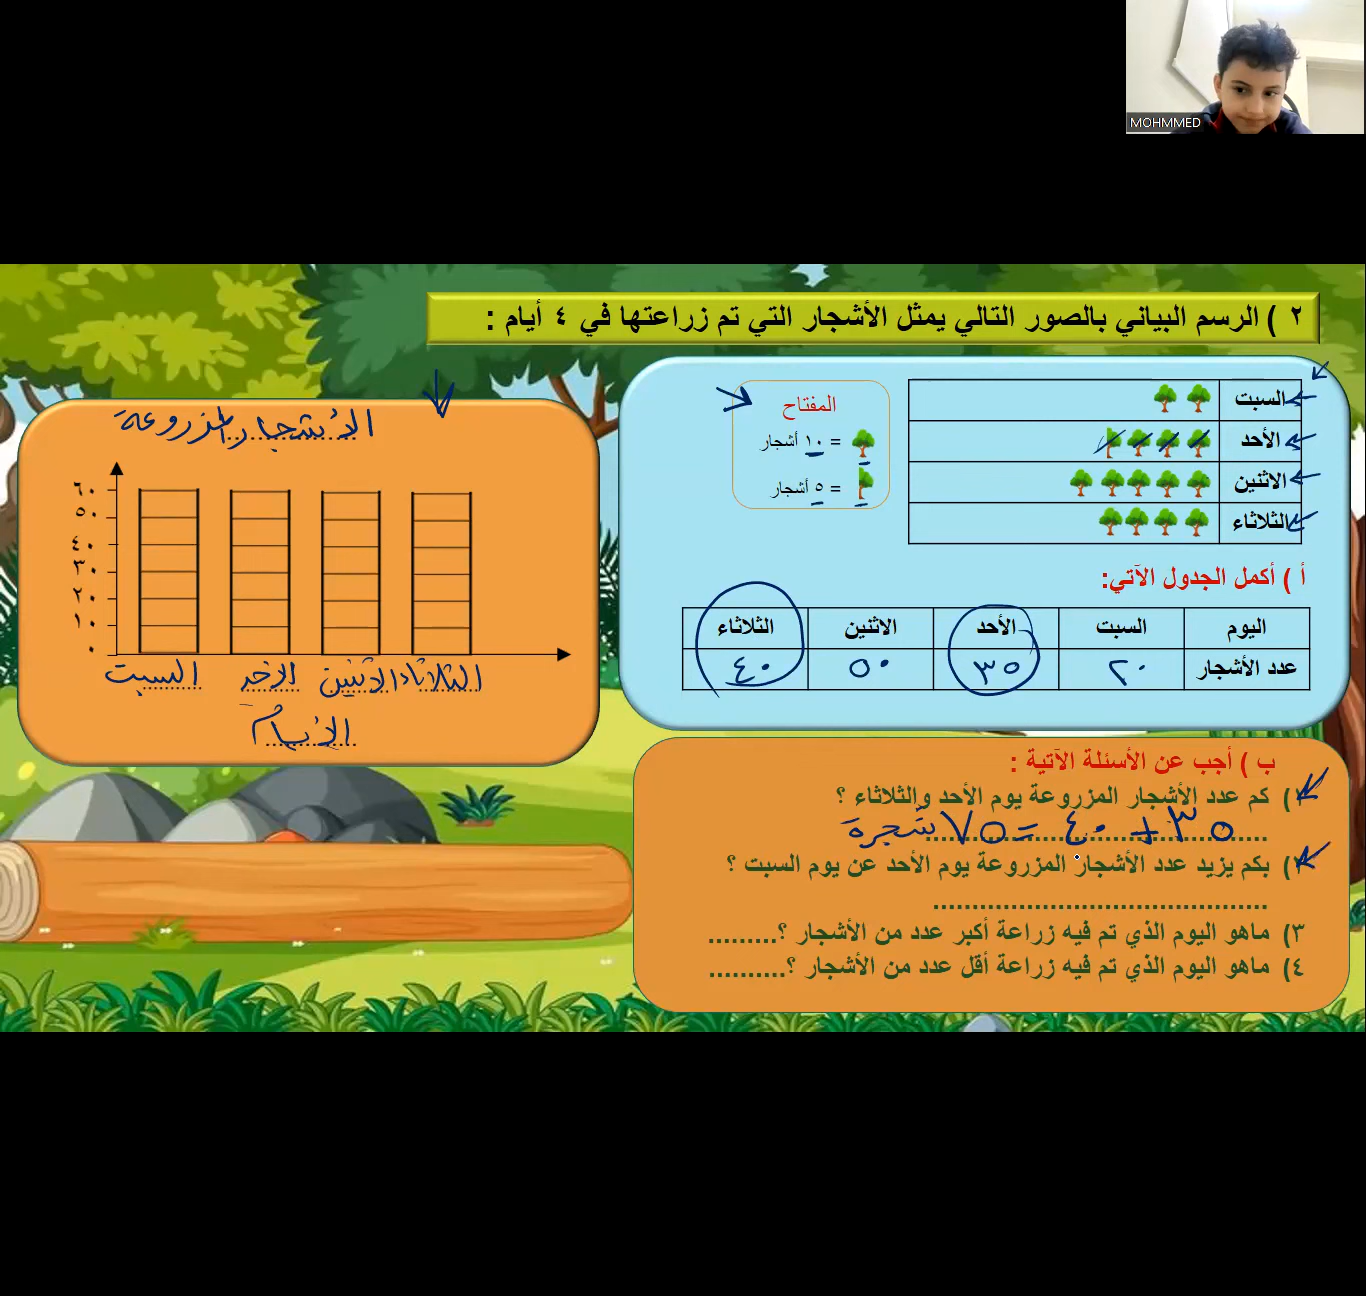 MOHMMED
٢ ) الرسم البياني بالصور التالي يمثل الأشجار التي تم زراعتها في ٤ أيام :
السبت
الأحد
الاثنين
الثلاثاء
المفتاح
= ١٠ أشجار
= ٥ أشجار
أ ) أكمل الجدول الآتي:
اليوم السبت الأحد الاثنين الثلاثاء
عدد الأشجار ٢٠ ٣٥ ٥٠ ٤٠
الأشجار المزروعة
٦٠
٥٠
٤٠
٣٠
٢٠
١٠
٠
السبت الأحد الاثنين الثلاثاء
الأيام
ب ) أجب عن الأسئلة الآتية :
١) كم عدد الأشجار المزروعة يوم الأحد والثلاثاء ؟
٣٥ + ٤٠ = ٧٥ شجرة
٢) بكم يزيد عدد الأشجار المزروعة يوم الأحد عن يوم السبت ؟
........................................
٣) ماهو اليوم الذي تم فيه زراعة أكبر عدد من الأشجار ؟.........
٤) ماهو اليوم الذي تم فيه زراعة أقل عدد من الأشجار ؟..........